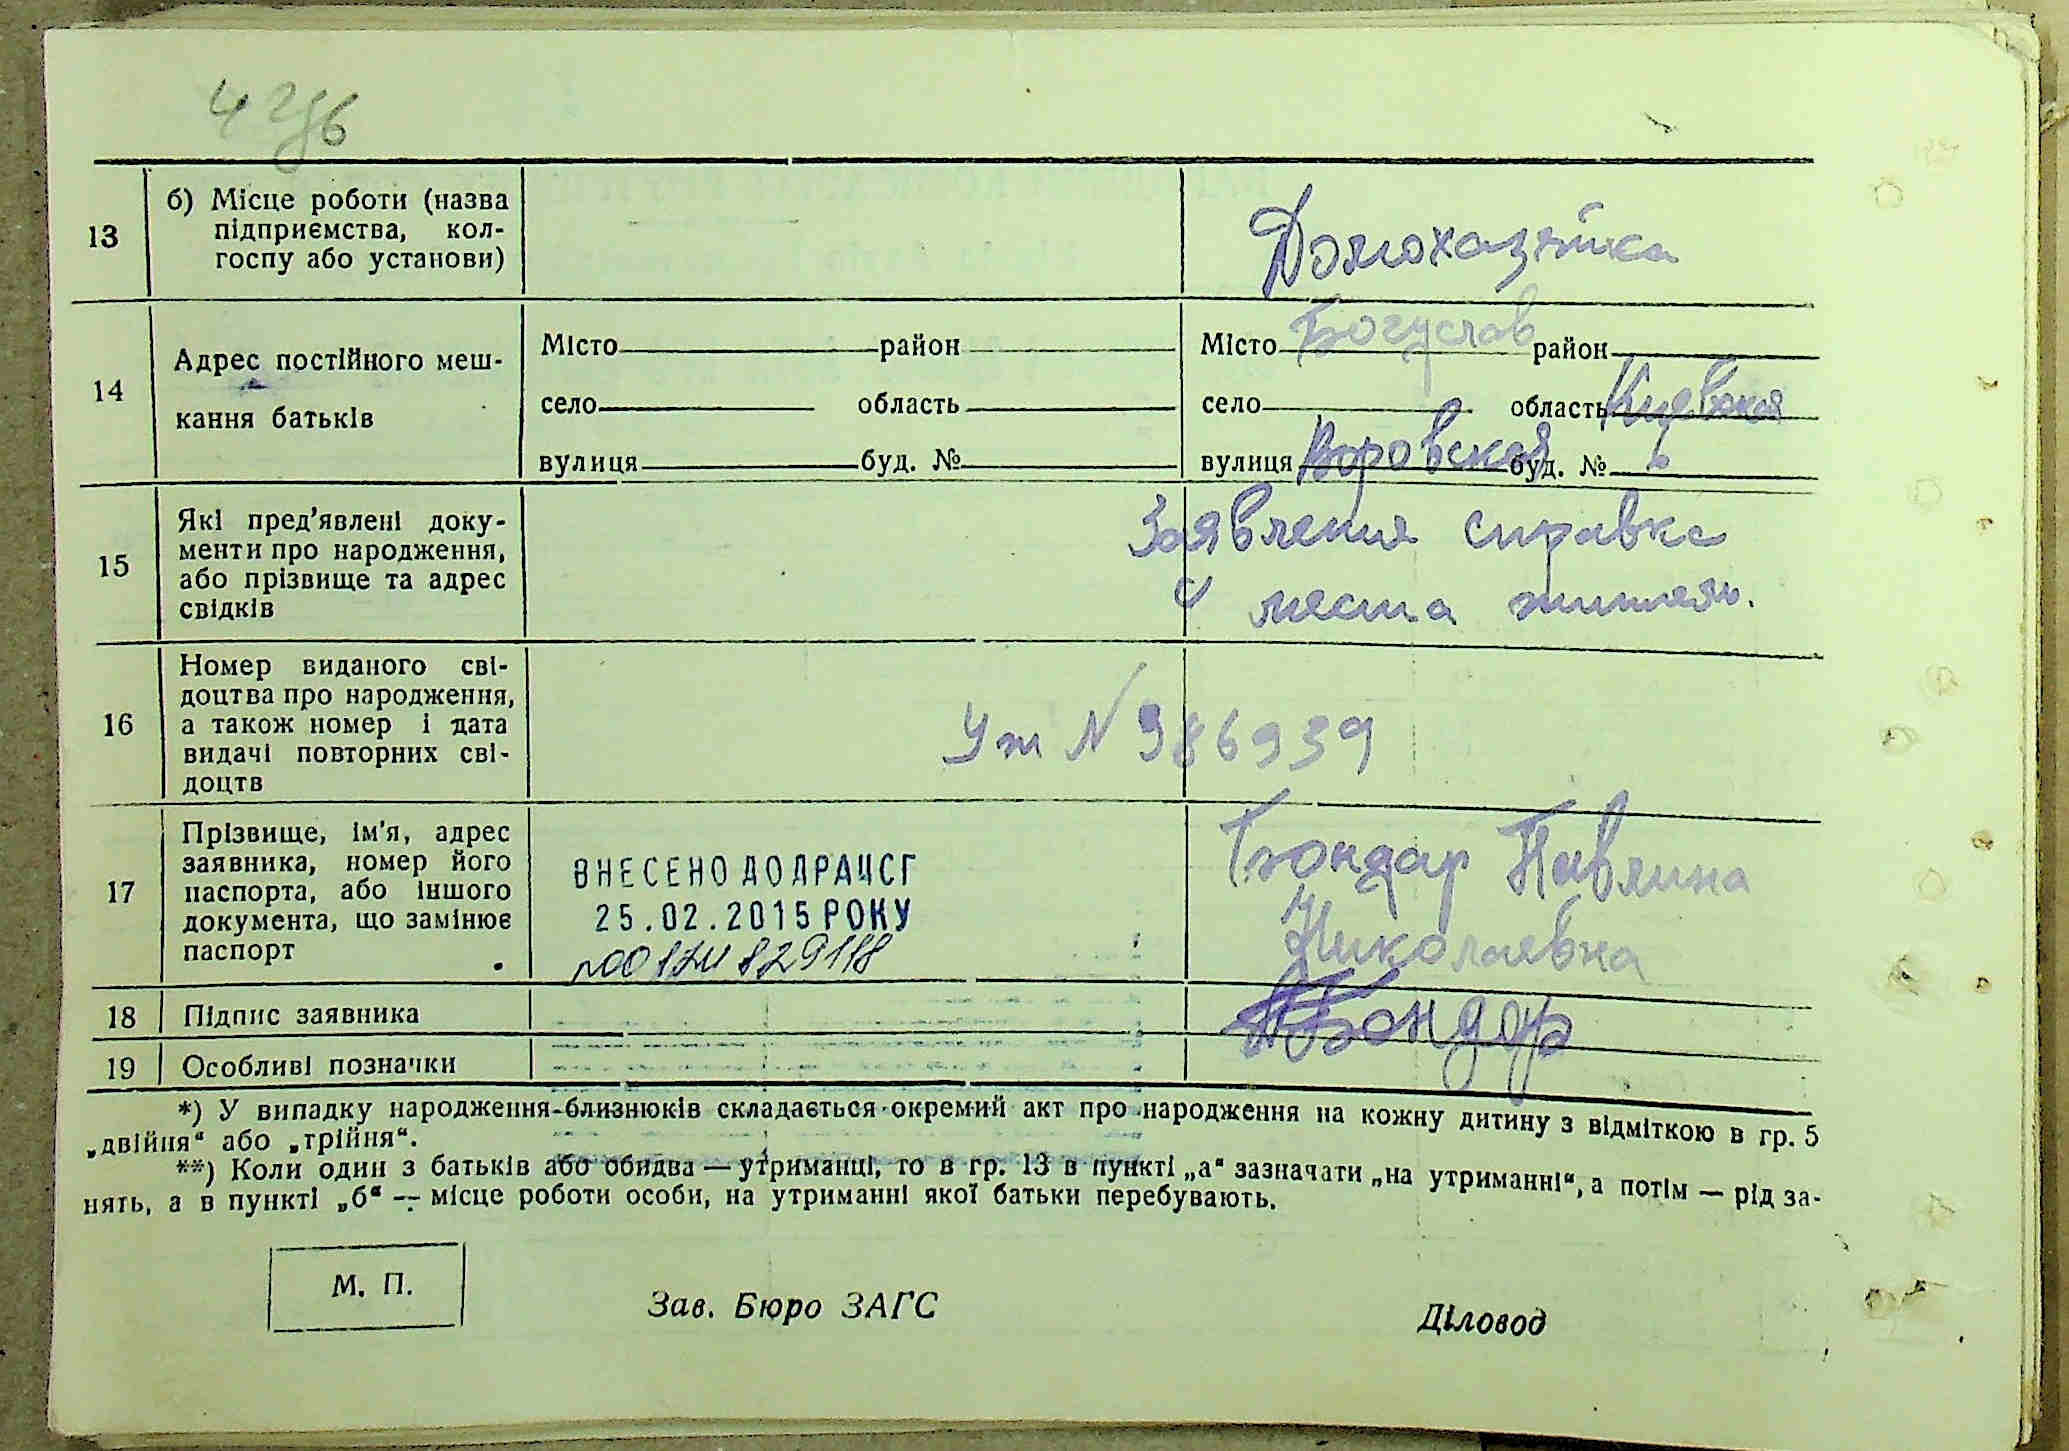 13
б) Місце роботи (назва
підприємства, кол-
госпу або установи)
Домохазяйка
14
Адрес постійного меш-
кання батьків
Місто район
село область
вулиця буд. №
Місто Богуслав район
село область Киевская
вулиця Воровская буд. №
15
Які пред'явлені доку-
менти про народження,
або прізвище та адрес
свідків
Заявления справка
с места
16
Номер виданого сві-
доцтва про народження,
а також номер і дата
видачі повторних сві-
доцтв
Уж № 986939
17
Прізвище, ім'я, адрес
заявника, номер його
паспорта, або іншого
документа, що замінює
паспорт
ВНЕСЕНО ДО ДРАЦСГ
25.02.2015 РОКУ
Бондар Павлина
Николаевна
18
Підпис заявника
Бондар
19
Особливі позначки
*) У випадку народження-близнюків складається окремий акт про народження на кожну дитину з відміткою в гр. 5
„двійня“ або „трійня“.
**) Коли один з батьків або обидва — утриманці, то в гр. 13 в пункті „а“ зазначати „на утриманні“, а потім — рід за-
нять, а в пункті „б“ — місце роботи особи, на утриманні якої батьки перебувають.
М. П.
Зав. Бюро ЗАГС
Діловод